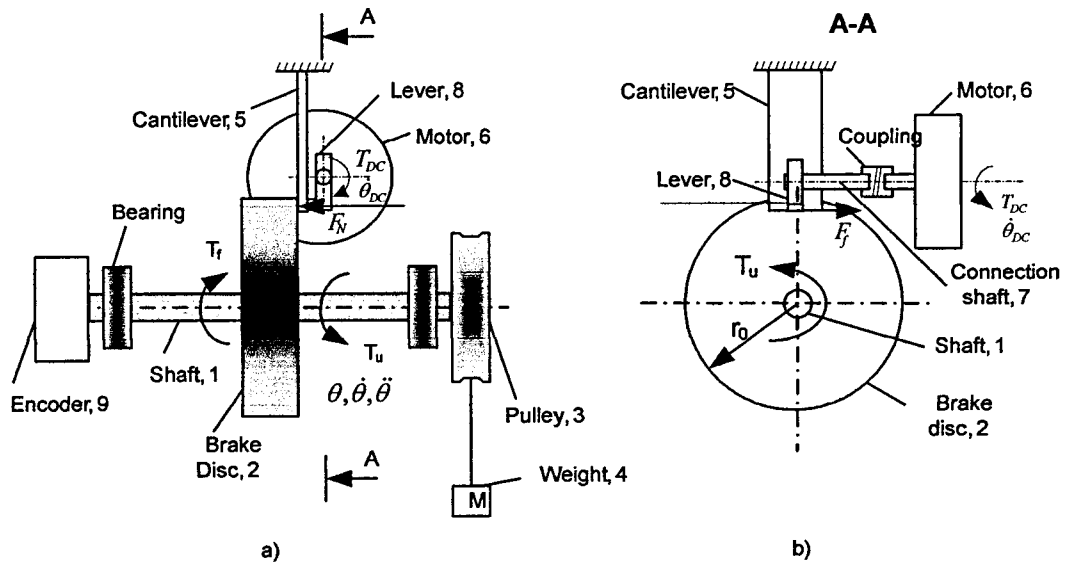 A
A-A
Cantilever, 5
Lever, 8
Motor, 6
T_DC
θ̇_DC
F_N
Bearing
T_f
T_u
θ, θ̇, θ̈
Shaft, 1
Encoder, 9
Brake
Disc, 2
A
Pulley, 3
Weight, 4
M
a)
Cantilever, 5
Motor, 6
Coupling
Lever, 8
T_DC
θ̇_DC
F_f
Connection
shaft, 7
T_u
r_0
Shaft, 1
Brake
disc, 2
b)